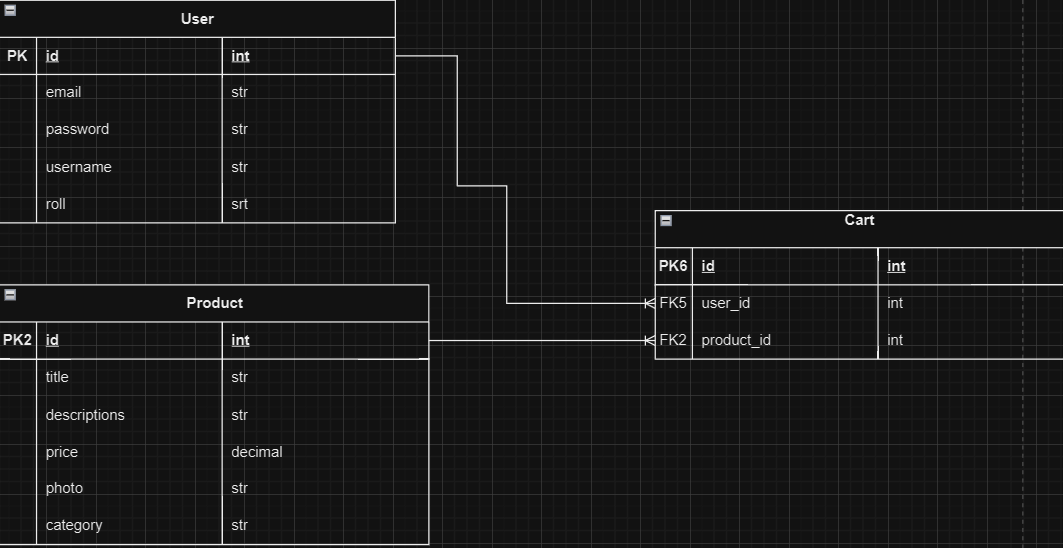 User
PK id int
email str
password str
username str
roll srt
Product
PK2 id int
title str
descriptions str
price decimal
photo str
category str
Cart
PK6 id int
FK5 user_id int
FK2 product_id int